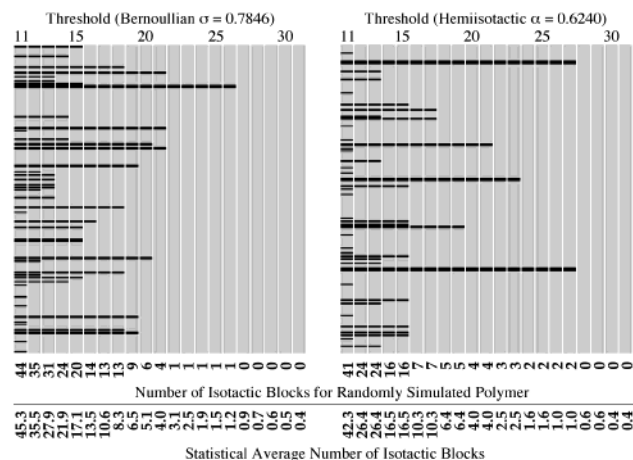 Threshold (Bernoullian σ = 0.7846)
11 15 20 25 30
Threshold (Hemiisotactic α = 0.6240)
11 15 20 25 30
44 35 31 24 20 14 13 13 9 6 4 1 1 1 1 1 0 0 0 0 0
41 24 24 16 16 7 7 5 5 4 4 3 3 2 2 2 2 0 0 0 0
Number of Isotactic Blocks for Randomly Simulated Polymer
45.3 35.5 27.9 21.9 17.1 13.5 10.6 8.3 6.5 5.1 4.0 3.1 2.5 1.9 1.5 1.2 0.9 0.7 0.6 0.5 0.4
42.3 26.4 26.4 16.5 16.5 10.3 10.3 6.4 6.4 4.0 4.0 2.5 2.5 1.6 1.6 1.0 1.0 0.6 0.6 0.4 0.4
Statistical Average Number of Isotactic Blocks